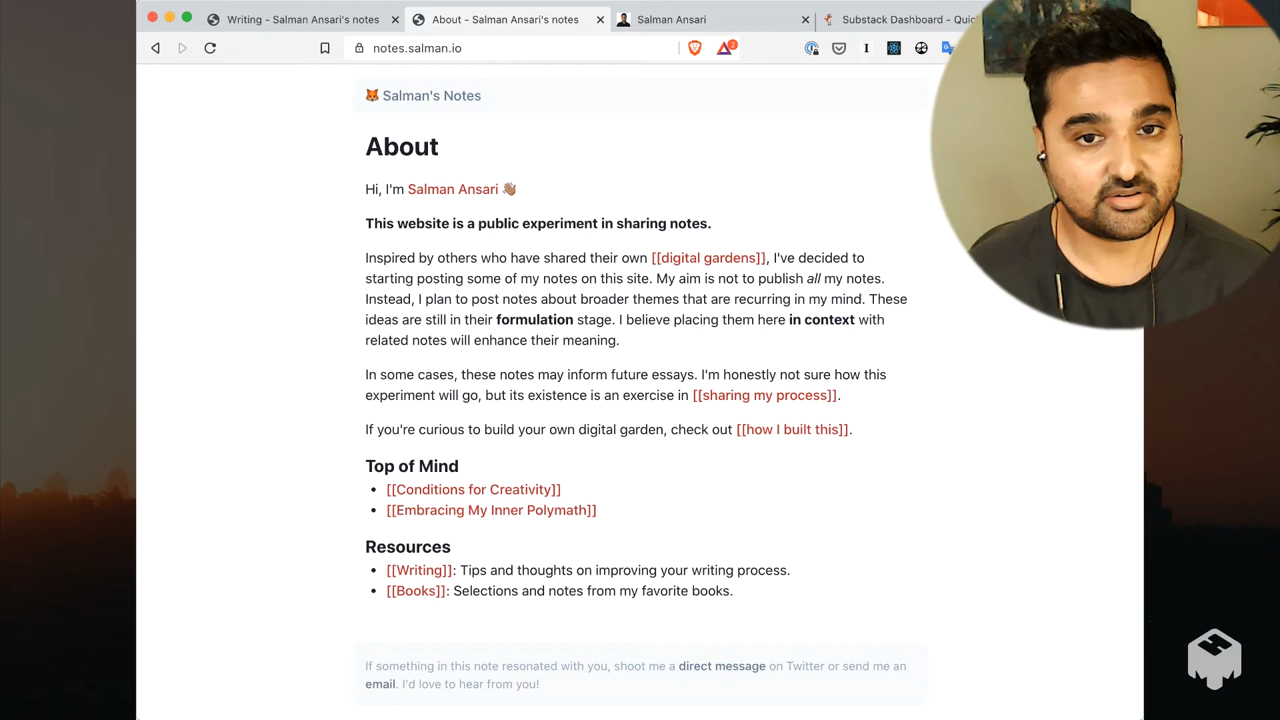 Writing - Salman Ansari's notes
About - Salman Ansari's notes
Salman Ansari
Substack Dashboard -
notes.salman.io
2
🦊 Salman's Notes
About
Hi, I'm Salman Ansari 👋🏽
This website is a public experiment in sharing notes.
Inspired by others who have shared their own [[digital gardens]], I've decided to
starting posting some of my notes on this site. My aim is not to publish all my notes.
Instead, I plan to post notes about broader themes that are recurring in my mind. These
ideas are still in their formulation stage. I believe placing them here in context with
related notes will enhance their meaning.
In some cases, these notes may inform future essays. I'm honestly not sure how this
experiment will go, but its existence is an exercise in [[sharing my process]].
If you're curious to build your own digital garden, check out [[how I built this]].
Top of Mind
• [[Conditions for Creativity]]
• [[Embracing My Inner Polymath]]
Resources
• [[Writing]]: Tips and thoughts on improving your writing process.
• [[Books]]: Selections and notes from my favorite books.
If something in this note resonated with you, shoot me a direct message on Twitter or send me an
email. I'd love to hear from you!